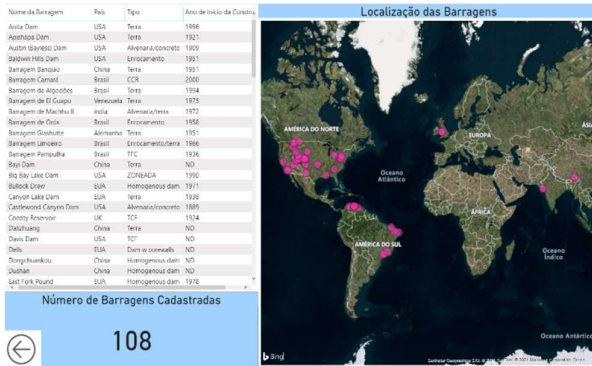 Nome da Barragem País Tipo Ano de início da Constru
Anita Dam USA Terra 1996
Apishapa Dam USA Terra 1921
Austin (Bayless) Dam USA Alvenaria/concreto 1909
Baldwin Hills Dam USA Enrocamento 1951
Barragem Banqiao China Terra 1951
Barragem Camará Brasil CCR 2000
Barragem de Algodões Brasil Terra 1994
Barragem de El Guapo Venezuela Terra 1975
Barragem de Machhu II Índia Alvenaria/terra 1972
Barragem de Orós Brasil Enrocamento 1958
Barragem Glashutte Alemanha Terra 1951
Barragem Limoeiro Brasil Enrocamento/terra 1966
Barragem Pampulha Brasil TFC 1936
Bayi Dam China Terra ND
Big Bay Lake Dam USA ZONEADA 1990
Bullock Draw EUA Homogenous dam 1971
Canyon Lake Dam EUA Terra 1938
Castlewood Canyon Dam USA Alvenaria/concreto 1889
Coedty Reservoir UK TCF 1924
Dalizhuang China Terra ND
Davis Dam USA TCF ND
Dells EUA Dam w corewalls ND
Dongchuankou China Homogenous dam ND
Dushan China Homogenous dam ND
East Fork Pound EUA Homogenous dam 1978
Número de Barragens Cadastradas
108
Localização das Barragens
AMÉRICA DO NORTE
EUROPA
ÁSI
Oceano
Atlântico
ÁFRICA
AMÉRICA DO SUL
Oceano
Índico
Oceano Antártic
Bing